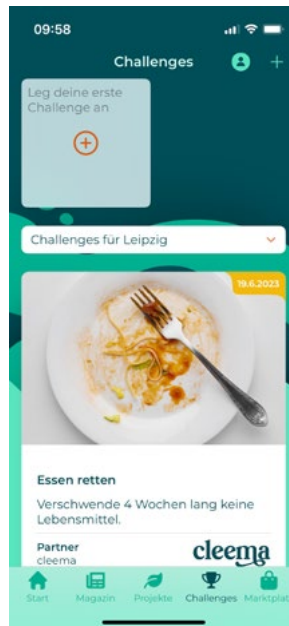 09:58
Challenges
Leg deine erste
Challenge an
Challenges für Leipzig
19.6.2023
Essen retten
Verschwende 4 Wochen lang keine
Lebensmittel.
Partner
cleema
cleema
Start Magazin Projekte Challenges Marktplat